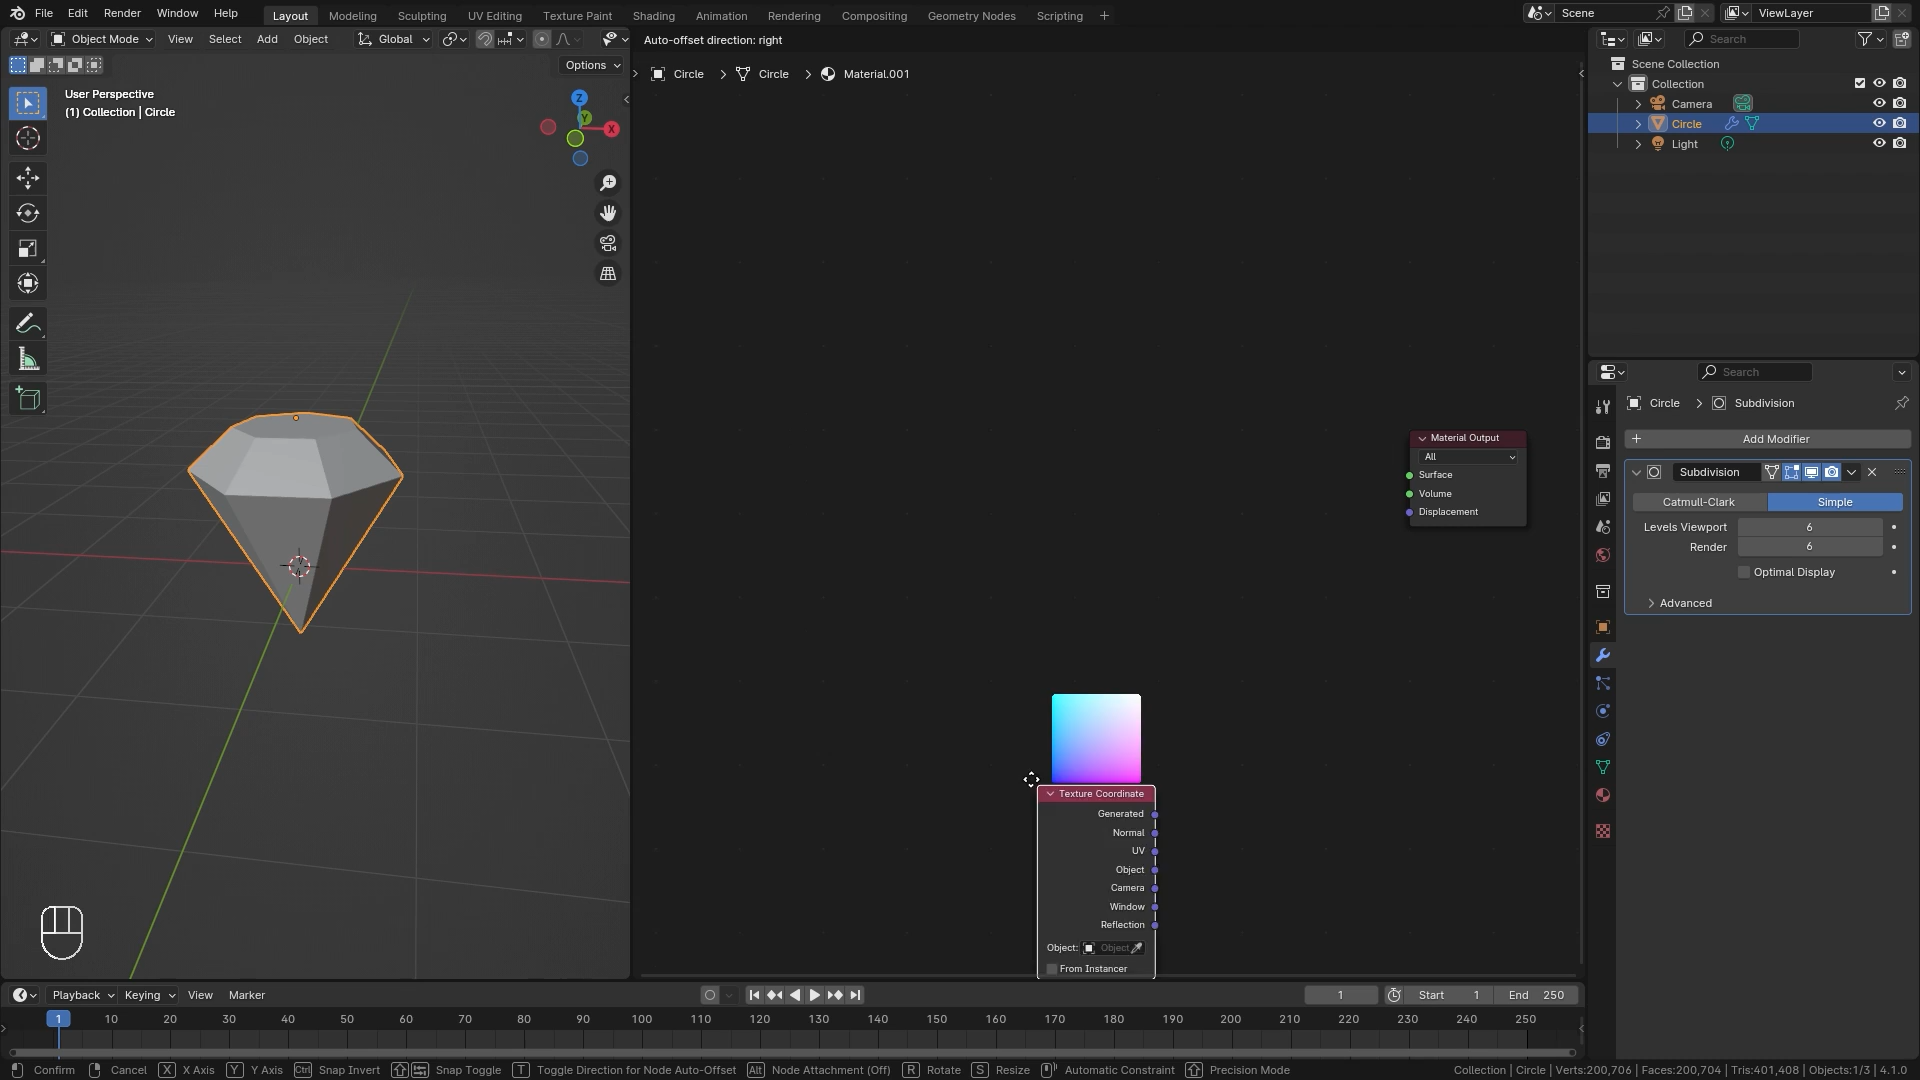 File Edit Render Window Help Layout Modeling Sculpting UV Editing Texture Paint Shading Animation Rendering Compositing Geometry Nodes Scripting + Scene ViewLayer
Object Mode View Select Add Object Global
Auto-offset direction: right
Search
Options
Scene Collection
Circle > Circle > Material.001
Collection
User Perspective
(1) Collection | Circle
Z
Y
X
Camera
Circle
Light
Search
Circle > Subdivision
Add Modifier
Material Output
All
Surface
Volume
Displacement
Subdivision
Catmull-Clark Simple
Levels Viewport 6
Render 6
Optimal Display
Advanced
Texture Coordinate
Generated
Normal
UV
Object
Camera
Window
Reflection
Object: Object
From Instancer
Playback Keying View Marker 1 Start 1 End 250
1 10 20 30 40 50 60 70 80 90 100 110 120 130 140 150 160 170 180 190 200 210 220 230 240 250
Confirm Cancel X X Axis Y Y Axis Ctrl Snap Invert Snap Toggle T Toggle Direction for Node Auto-Offset Alt Node Attachment (Off) R Rotate S Resize Automatic Constraint Precision Mode Collection | Circle | Verts:200,706 | Faces:200,704 | Tris:401,408 | Objects:1/3 | 4.1.0